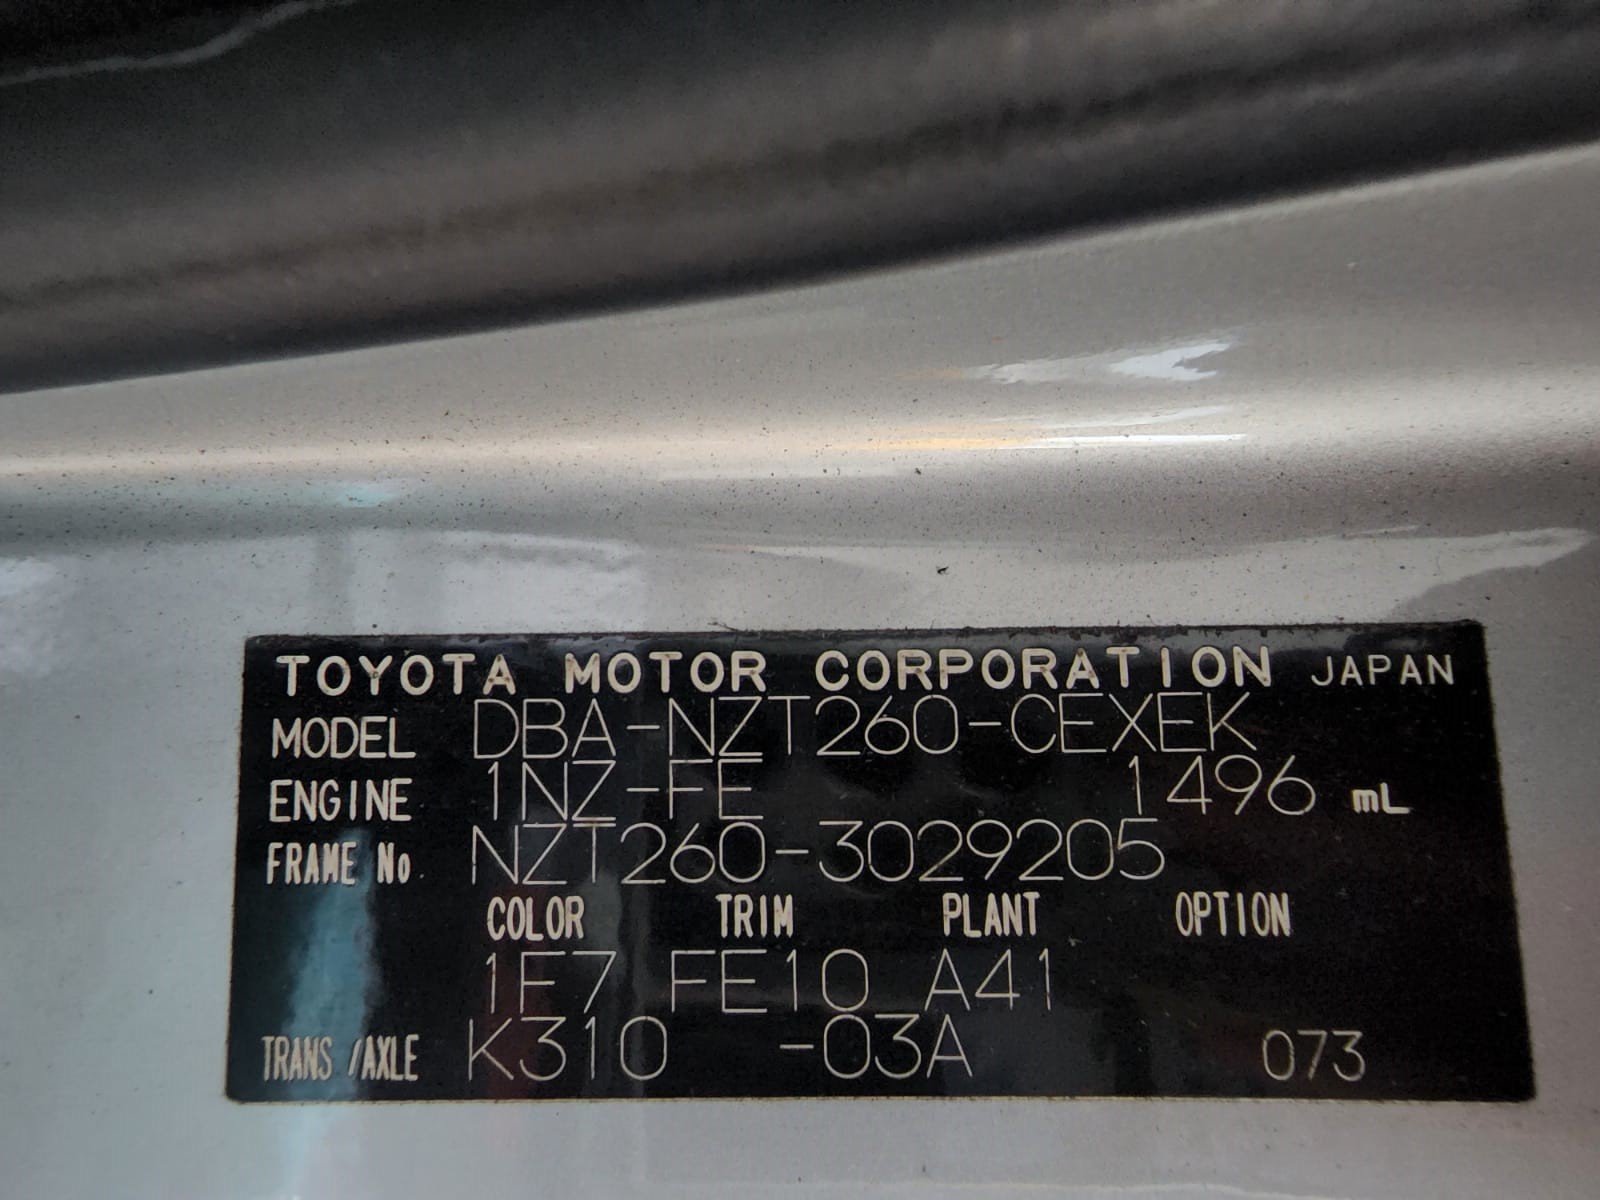 TOYOTA MOTOR CORPORATION JAPAN
MODEL DBA-NZT260-CEXEK
ENGINE 1NZ-FE 1496 mL
FRAME No. NZT260-3029205
COLOR TRIM PLANT OPTION
1F7 FE10 A41
TRANS/AXLE K310 -03A 073